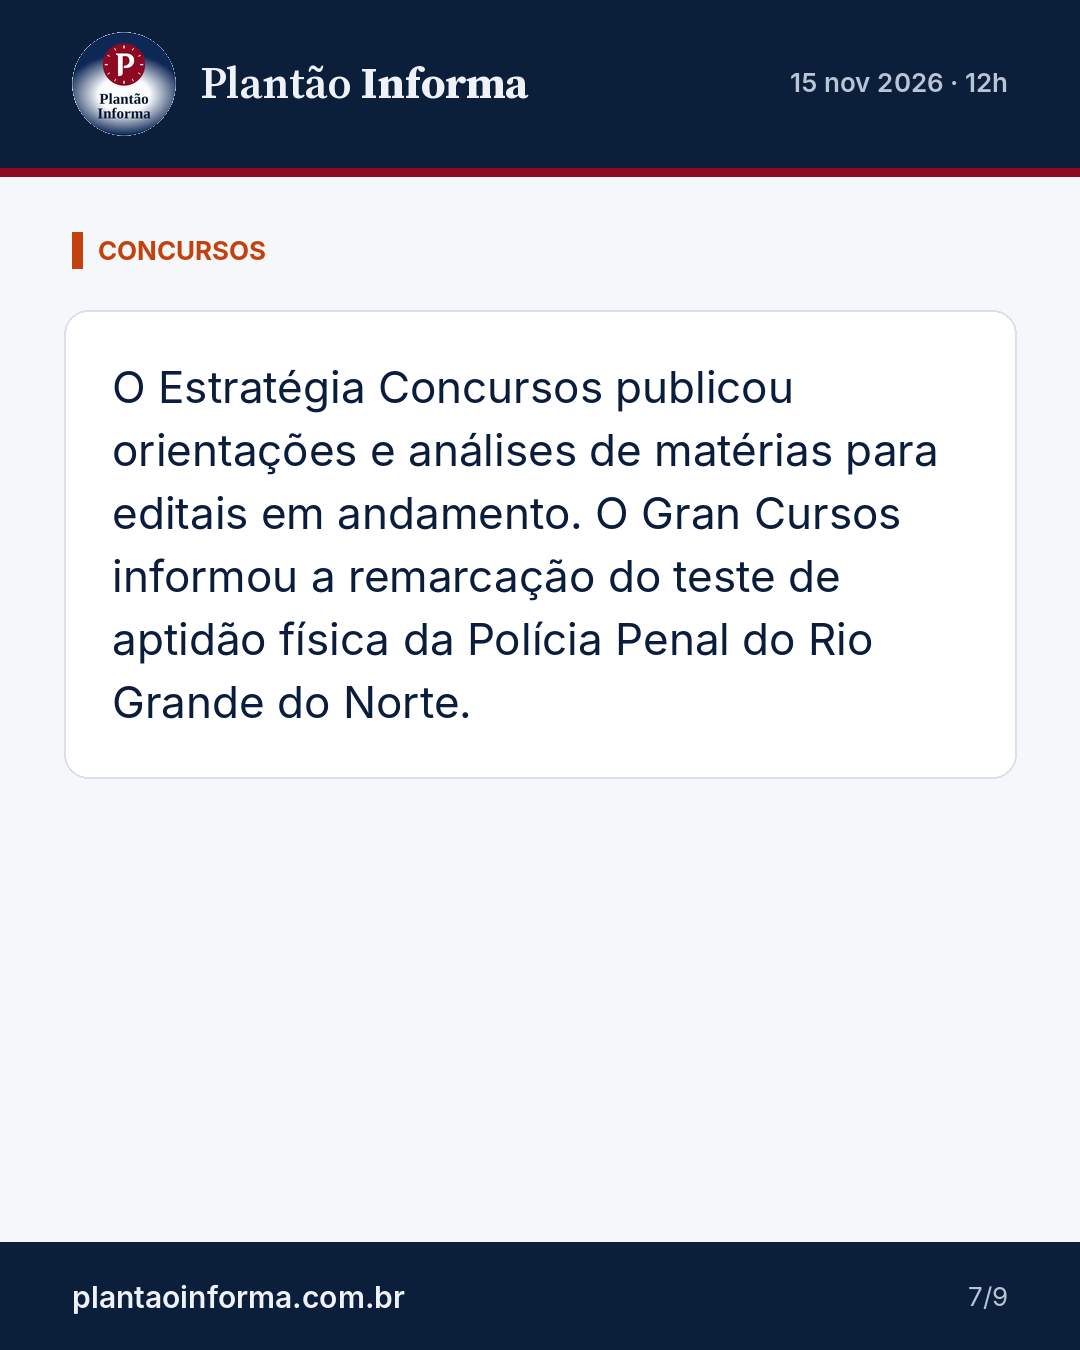 P
Plantão
Informa
Plantão Informa
15 nov 2026 · 12h
CONCURSOS
O Estratégia Concursos publicou
orientações e análises de matérias para
editais em andamento. O Gran Cursos
informou a remarcação do teste de
aptidão física da Polícia Penal do Rio
Grande do Norte.
plantaoinforma.com.br
7/9